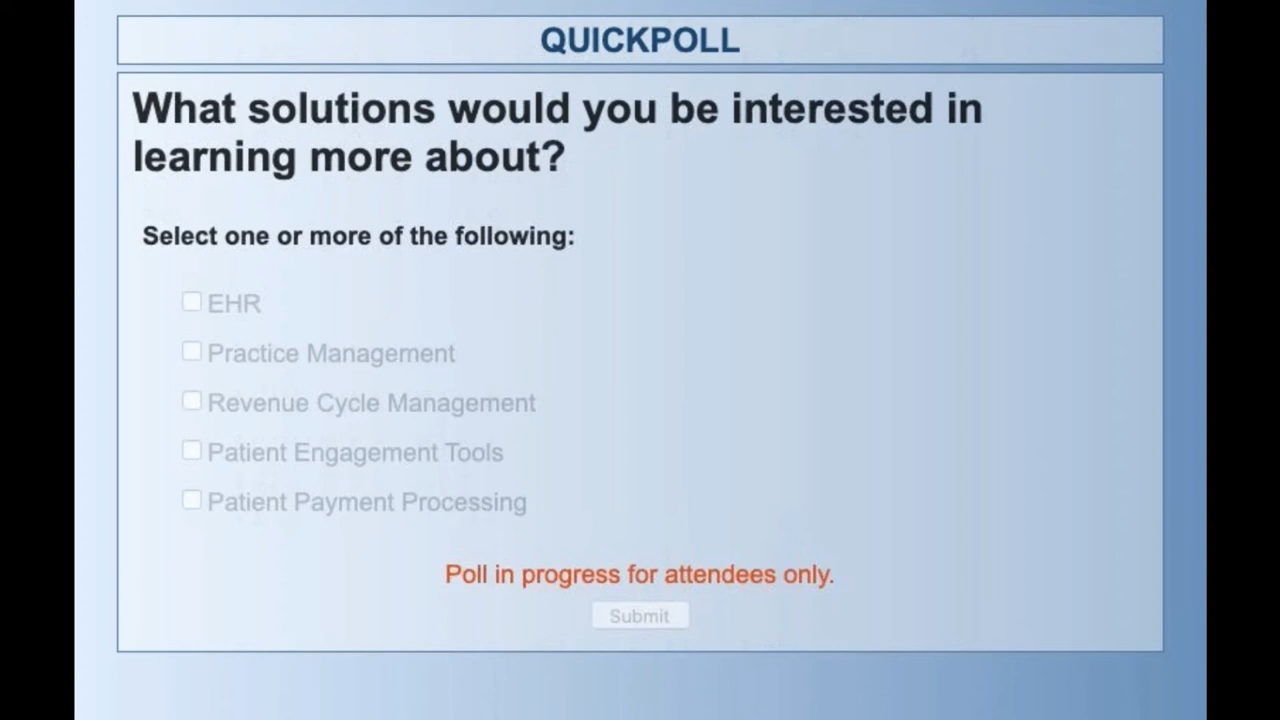 QUICKPOLL
What solutions would you be interested in
learning more about?
Select one or more of the following:
EHR
Practice Management
Revenue Cycle Management
Patient Engagement Tools
Patient Payment Processing
Poll in progress for attendees only.
Submit